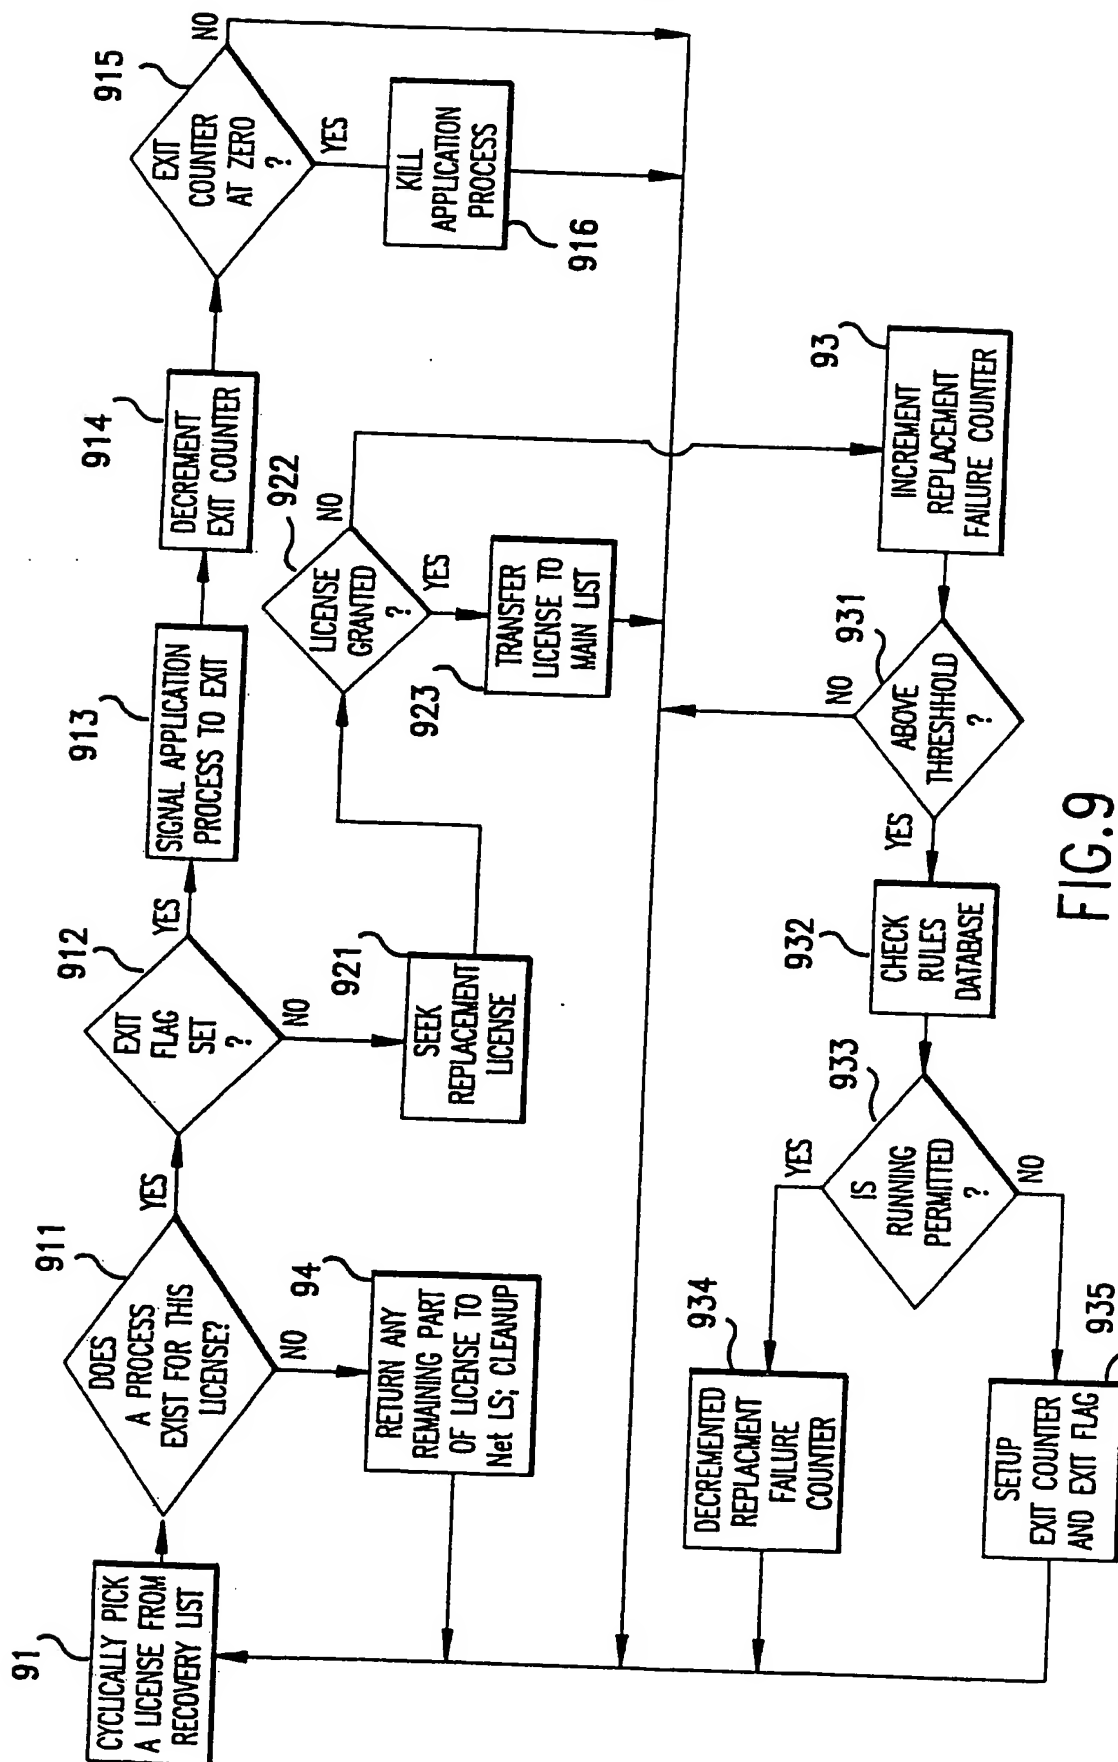 91
CYCLICALLY PICK
A LICENSE FROM
RECOVERY LIST
911
DOES
A PROCESS
EXIST FOR THIS
LICENSE?
YES
NO
94
RETURN ANY
REMAINING PART
OF LICENSE TO
Net LS; CLEANUP
912
EXIT
FLAG
SET
?
YES
NO
921
SEEK
REPLACEMENT
LICENSE
913
SIGNAL APPLICATION
PROCESS TO EXIT
914
DECREMENT
EXIT COUNTER
915
EXIT
COUNTER
AT ZERO
?
NO
YES
KILL
APPLICATION
PROCESS
916
922
LICENSE
GRANTED
?
NO
YES
TRANSFER
LICENSE TO
MAIN LIST
923
93
INCREMENT
REPLACEMENT
FAILURE COUNTER
931
ABOVE
THRESHHOLD
?
NO
YES
932
CHECK
RULES
DATABASE
933
IS
RUNNING
PERMITTED
?
YES
NO
934
DECREMENTED
REPLACMENT
FAILURE
COUNTER
935
SETUP
EXIT COUNTER
AND EXIT FLAG
FIG.9